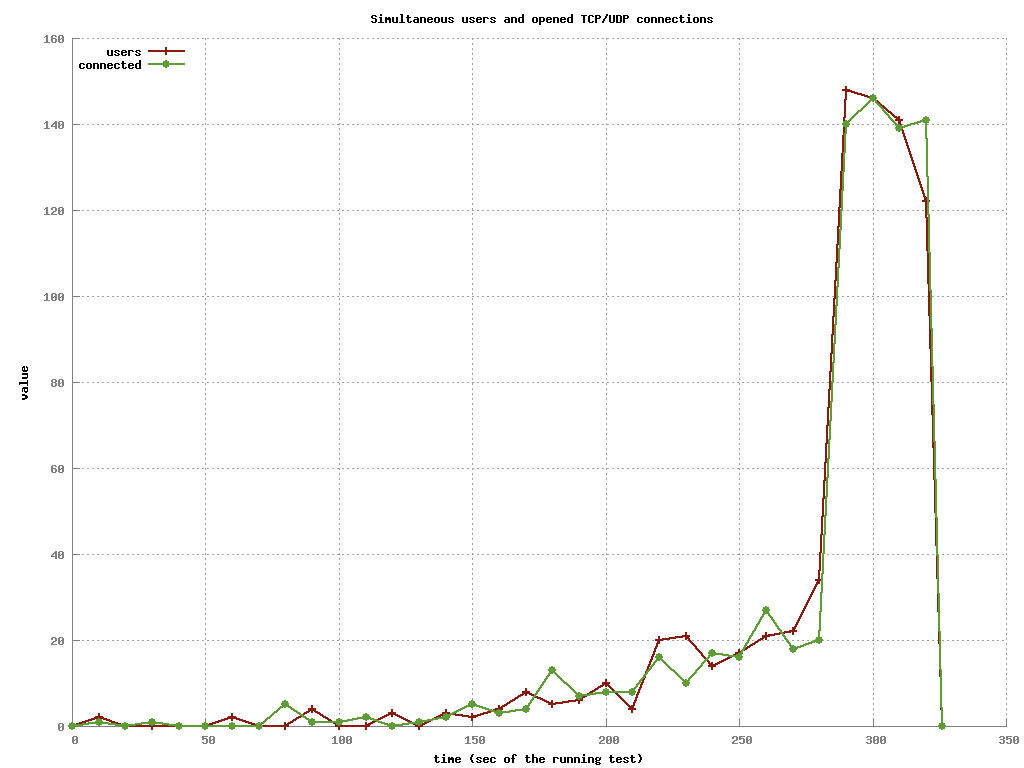 Simultaneous users and opened TCP/UDP connections
users
connected
160
140
120
100
80
60
40
20
0
value
0 50 100 150 200 250 300 350
time (sec of the running test)